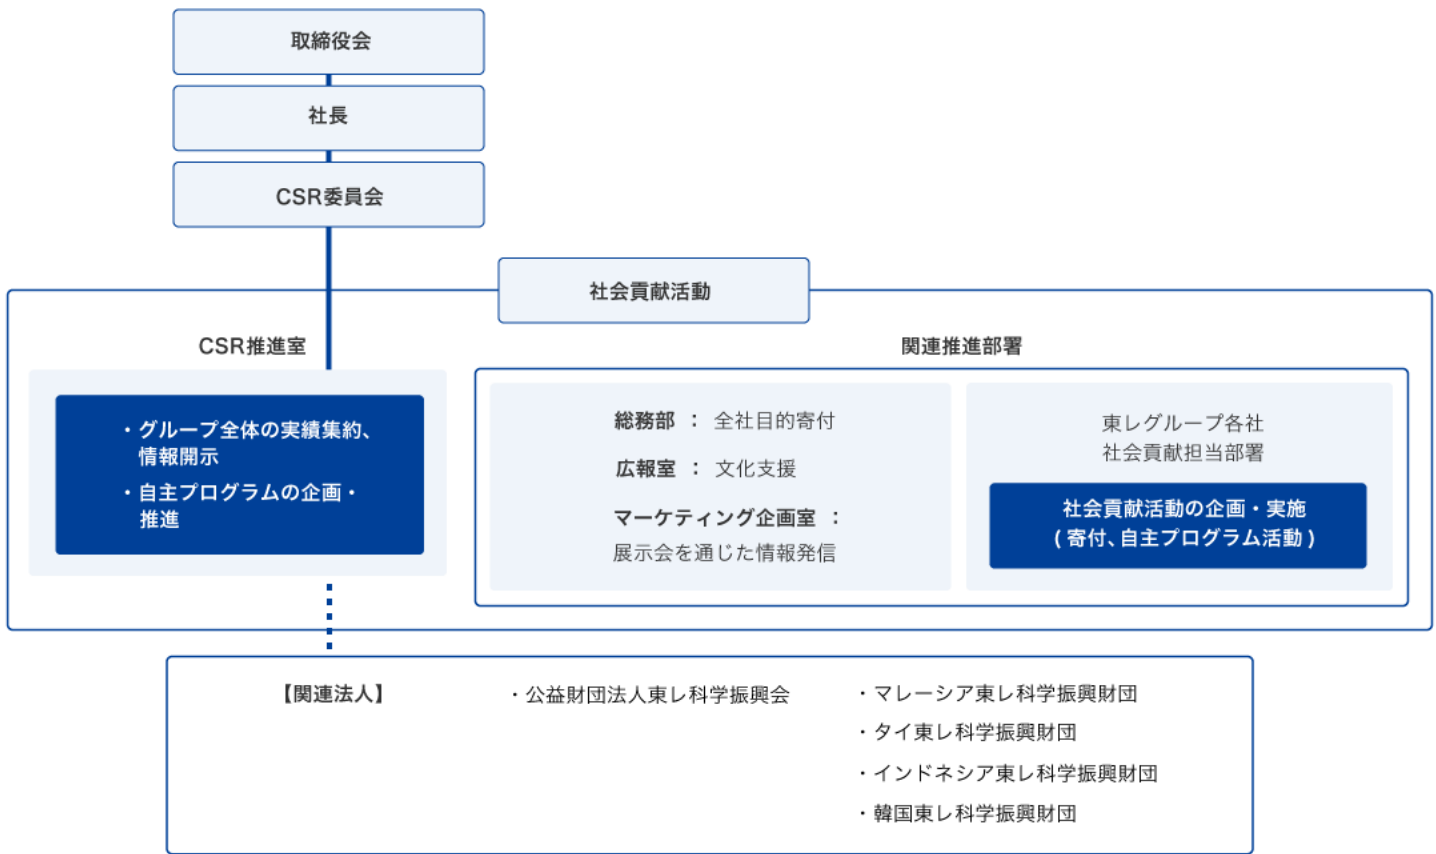 取締役会
社長
CSR委員会
社会貢献活動
CSR推進室
・グループ全体の実績集約、
情報開示
・自主プログラムの企画・
推進
関連推進部署
総務部 ： 全社目的寄付
広報室 ： 文化支援
マーケティング企画室 ：
展示会を通じた情報発信
東レグループ各社
社会貢献担当部署
社会貢献活動の企画・実施
( 寄付、自主プログラム活動 )
【関連法人】
・公益財団法人東レ科学振興会
・マレーシア東レ科学振興財団
・タイ東レ科学振興財団
・インドネシア東レ科学振興財団
・韓国東レ科学振興財団